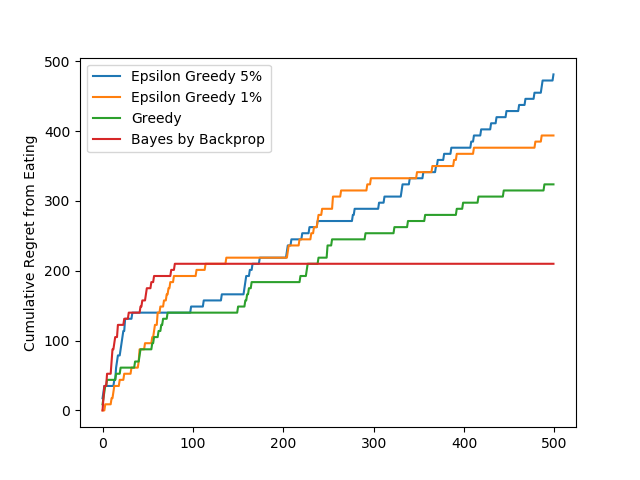 Epsilon Greedy 5%
Epsilon Greedy 1%
Greedy
Bayes by Backprop
Cumulative Regret from Eating
500
400
300
200
100
0
0 100 200 300 400 500